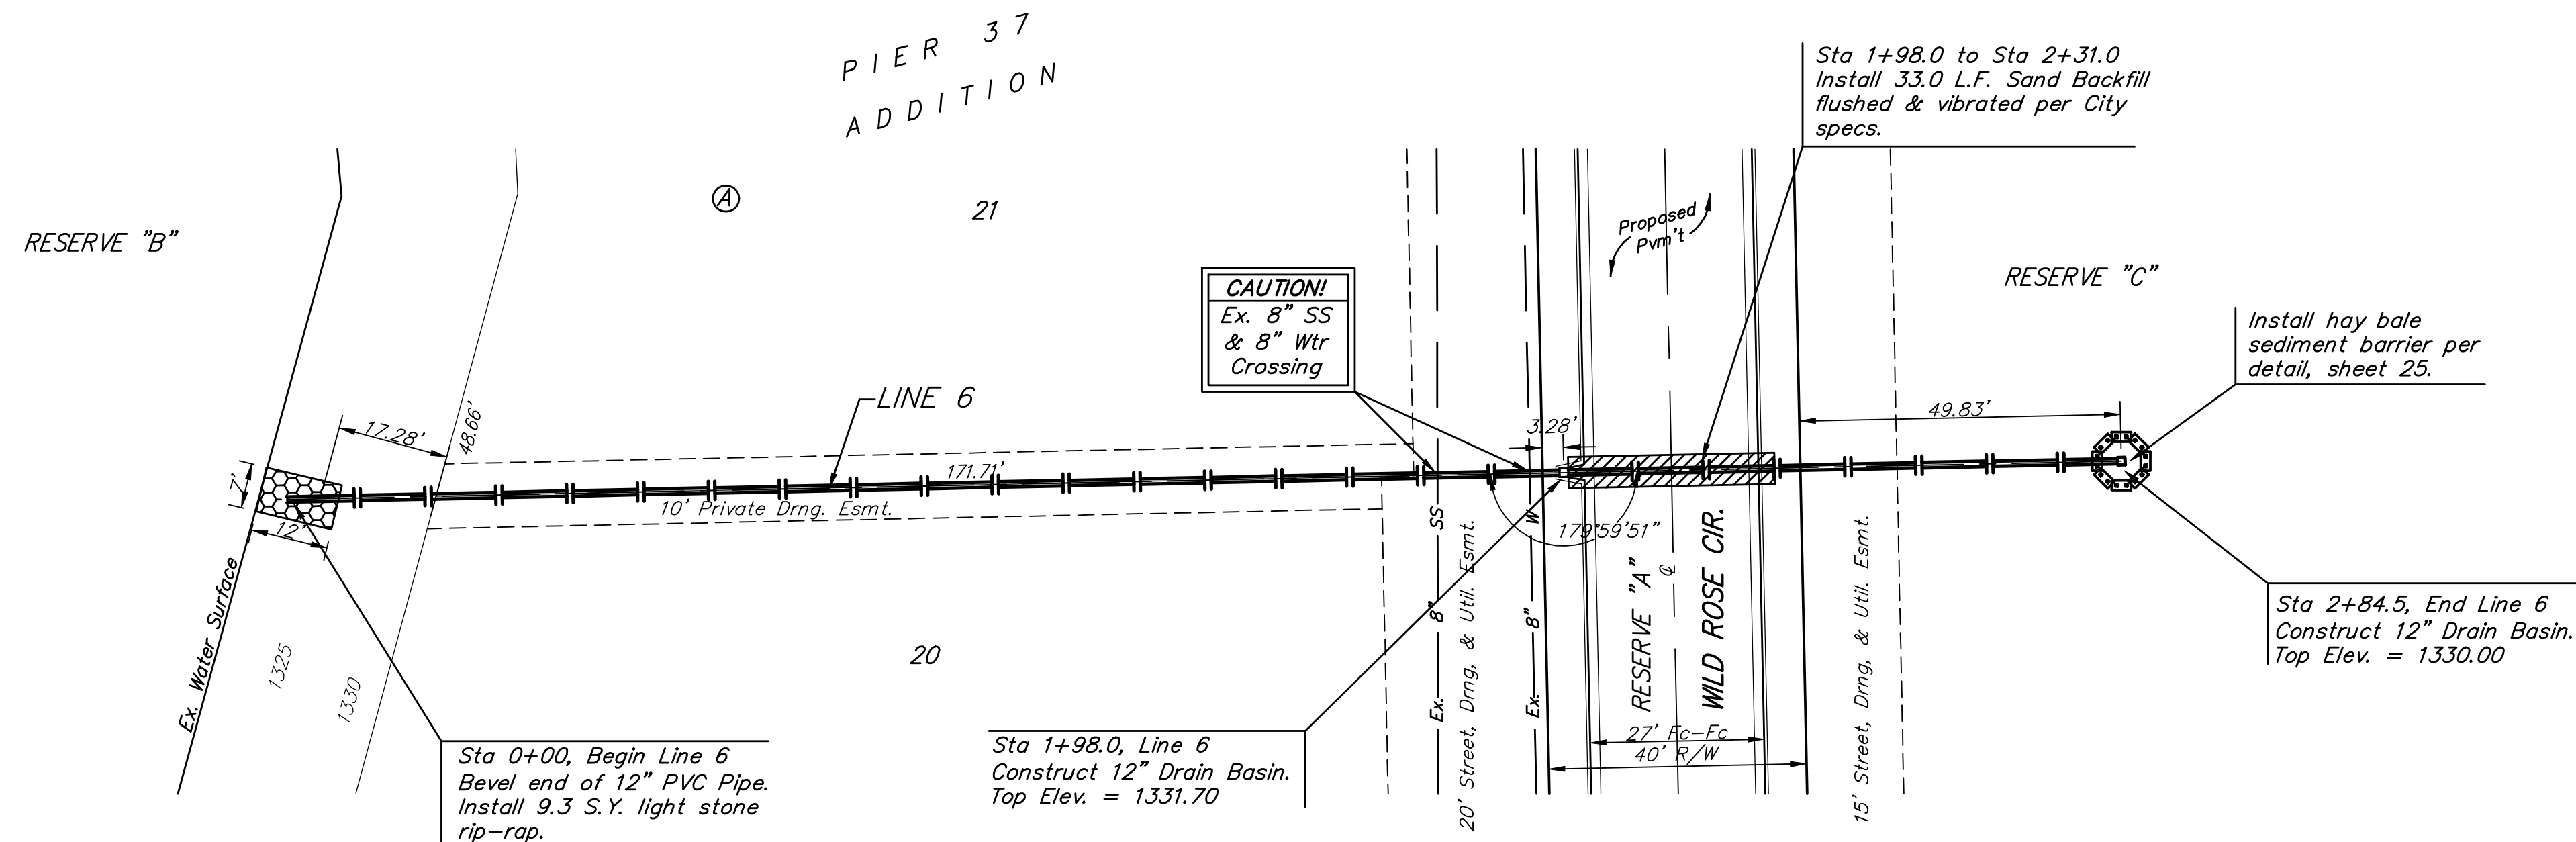 PIER 37
ADDITION
Sta 1+98.0 to Sta 2+31.0
Install 33.0 L.F. Sand Backfill
flushed & vibrated per City
specs.
A
21
RESERVE "B"
Proposed
Pvm't
RESERVE "C"
CAUTION!
Ex. 8" SS
& 8" Wtr
Crossing
Install hay bale
sediment barrier per
detail, sheet 25.
LINE 6
17.28'
48.66'
3.28'
49.83'
7'
12'
171.71'
10' Private Drng. Esmt.
179°59'51"
Ex. Water Surface
1325
1330
20
Ex. 8" SS
20' Street, Drng, & Util. Esmt.
Ex. 8" W
RESERVE "A"
℄
WILD ROSE CIR.
15' Street, Drng, & Util. Esmt.
27' Fc-Fc
40' R/W
Sta 2+84.5, End Line 6
Construct 12" Drain Basin.
Top Elev. = 1330.00
Sta 0+00, Begin Line 6
Bevel end of 12" PVC Pipe.
Install 9.3 S.Y. light stone
rip-rap.
Sta 1+98.0, Line 6
Construct 12" Drain Basin.
Top Elev. = 1331.70